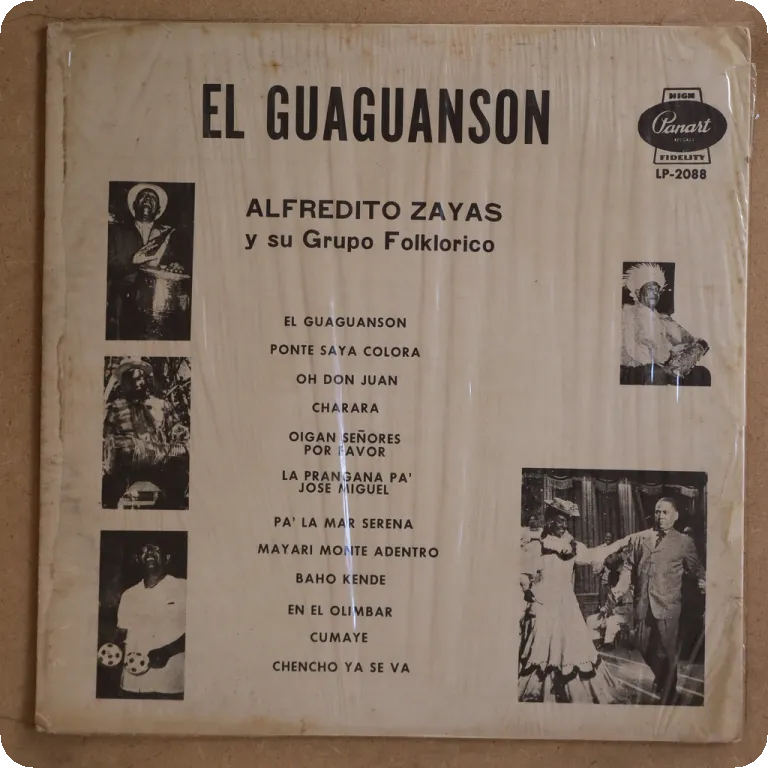 EL GUAGUANSON
HIGH
Panart
FIDELITY
LP-2088
ALFREDITO ZAYAS
y su Grupo Folklorico
EL GUAGUANSON
PONTE SAYA COLORA
OH DON JUAN
CHARARA
OIGAN SEÑORES
POR FAVOR
LA PRANGANA PA'
JOSE MIGUEL
PA' LA MAR SERENA
MAYARI MONTE ADENTRO
BAHO KENDE
EN EL OLIMBAR
CUMAYE
CHENCHO YA SE VA